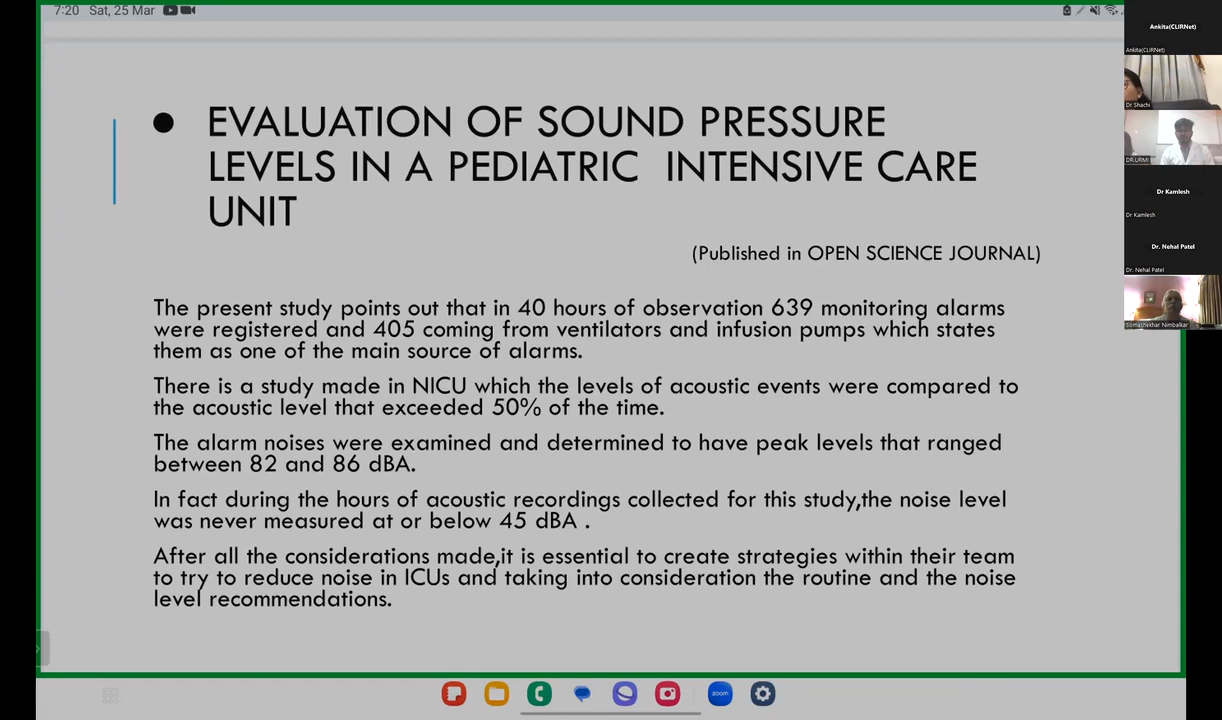 7:20 Sat, 25 Mar
Ankita(CLIRNet)
Ankita(CLIRNet)
Dr Shachi
DR.URMI
Dr Kamlesh
Dr Kamlesh
Dr. Nehal Patel
Dr. Nehal Patel
Somashekhar Nimbalkar
EVALUATION OF SOUND PRESSURE
LEVELS IN A PEDIATRIC INTENSIVE CARE
UNIT
(Published in OPEN SCIENCE JOURNAL)
The present study points out that in 40 hours of observation 639 monitoring alarms
were registered and 405 coming from ventilators and infusion pumps which states
them as one of the main source of alarms.
There is a study made in NICU which the levels of acoustic events were compared to
the acoustic level that exceeded 50% of the time.
The alarm noises were examined and determined to have peak levels that ranged
between 82 and 86 dBA.
In fact during the hours of acoustic recordings collected for this study,the noise level
was never measured at or below 45 dBA .
After all the considerations made,it is essential to create strategies within their team
to try to reduce noise in ICUs and taking into consideration the routine and the noise
level recommendations.
zoom